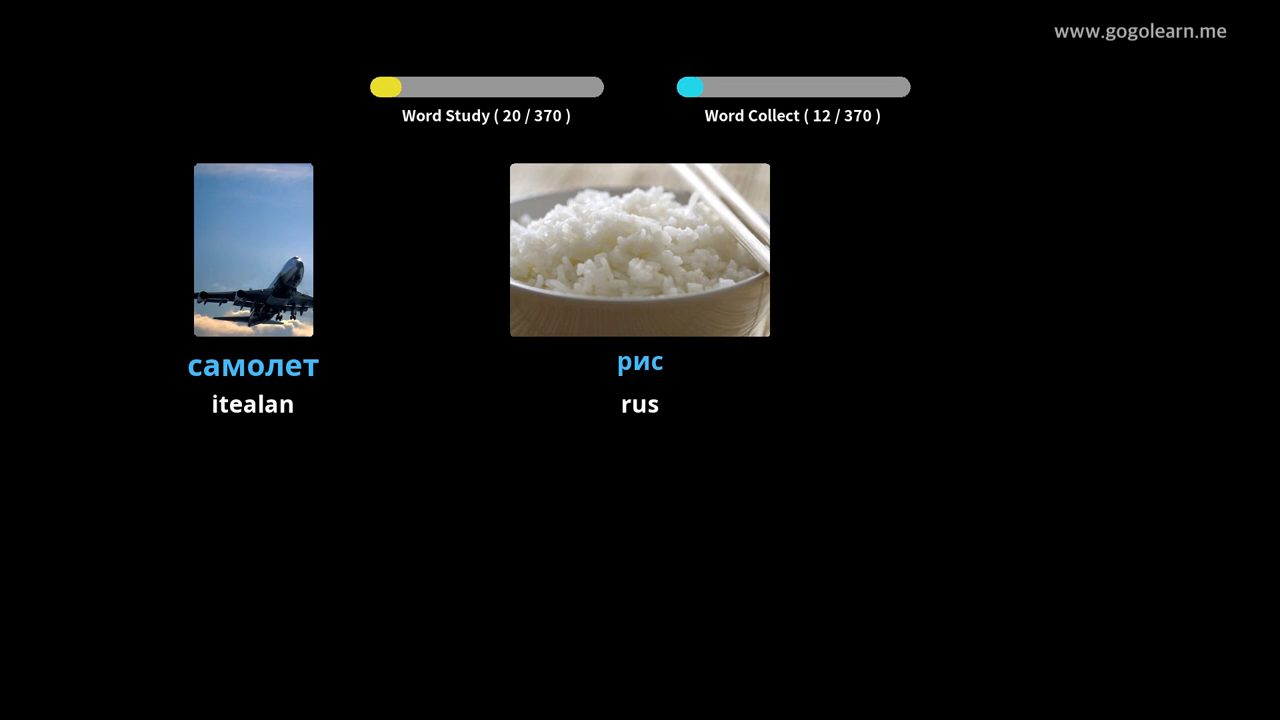 www.gogolearn.me
Word Study ( 20 / 370 )
Word Collect ( 12 / 370 )
самолет
itealan
рис
rus